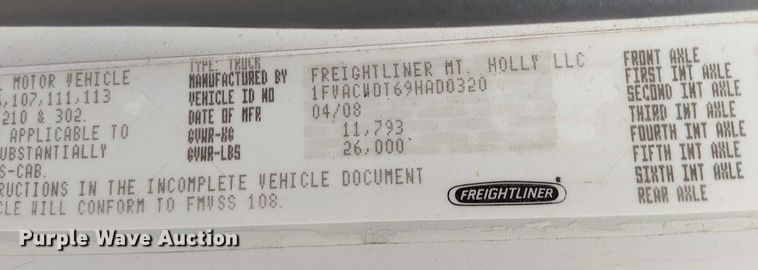 TYPE: TRUCK
MOTOR VEHICLE MANUFACTURED BY FREIGHTLINER MT. HOLLY LLC FRONT AXLE
,107,111,113 VEHICLE ID NO 1FVACWDT69HAD0320 FIRST INT AXLE
210 & 302. DATE OF MFR 04/08 SECOND INT AXLE
APPLICABLE TO GVWR-KG 11,793 THIRD INT AXLE
UBSTANTIALLY GVWR-LBS 26,000 FOURTH INT AXLE
S-CAB. FIFTH INT AXLE
RUCTIONS IN THE INCOMPLETE VEHICLE DOCUMENT SIXTH INT AXLE
CLE WILL CONFORM TO FMVSS 108. REAR AXLE
FREIGHTLINER
Purple Wave Auction